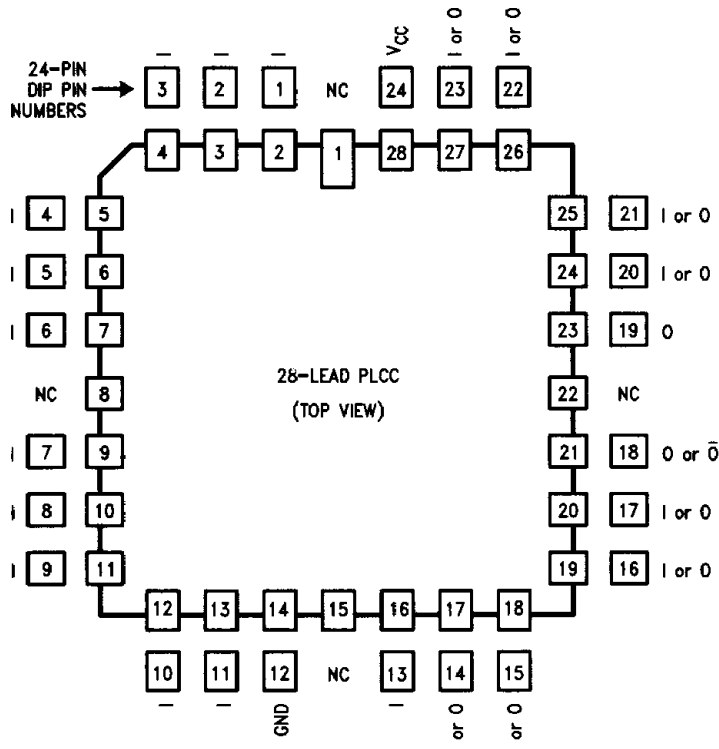 I I I V_CC I or O I or O
24-PIN
DIP PIN
NUMBERS
3 2 1 NC 24 23 22
4 3 2 1 28 27 26
I 4 5 25 21 I or O
I 5 6 24 20 I or O
I 6 7 23 19 O
28-LEAD PLCC
NC 8 22 NC
(TOP VIEW)
I 7 9 21 18 O or Ō
I 8 10 20 17 I or O
I 9 11 19 16 I or O
12 13 14 15 16 17 18
10 11 12 NC 13 14 15
I I GND I or O or O